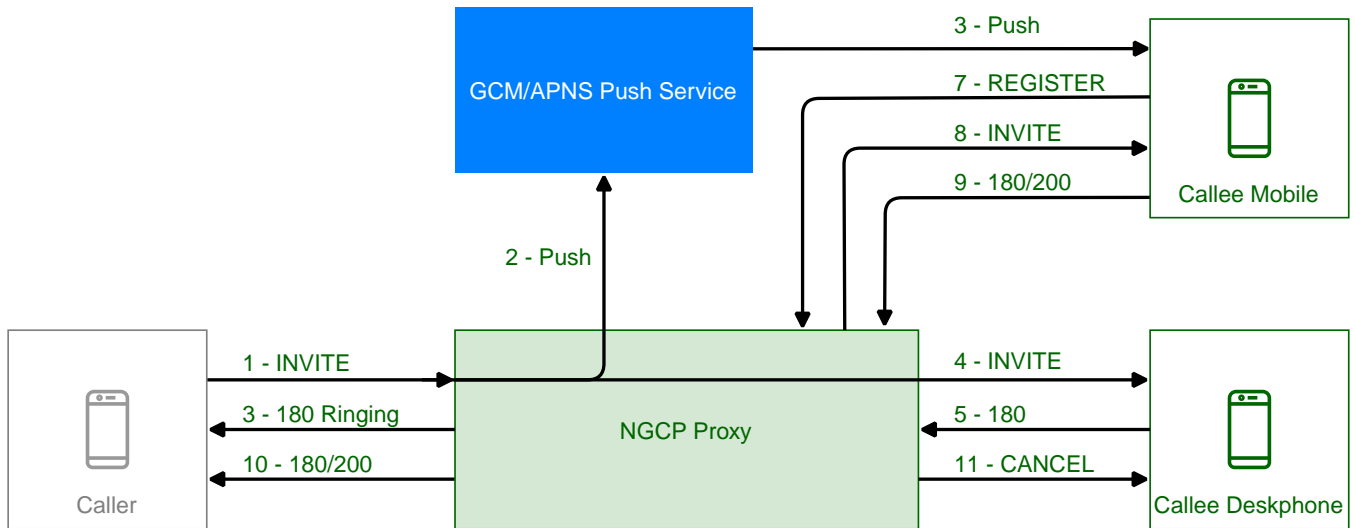 3 - Push
GCM/APNS Push Service
7 - REGISTER
8 - INVITE
9 - 180/200
Callee Mobile
2 - Push
1 - INVITE
4 - INVITE
3 - 180 Ringing
NGCP Proxy
5 - 180
10 - 180/200
11 - CANCEL
Caller
Callee Deskphone